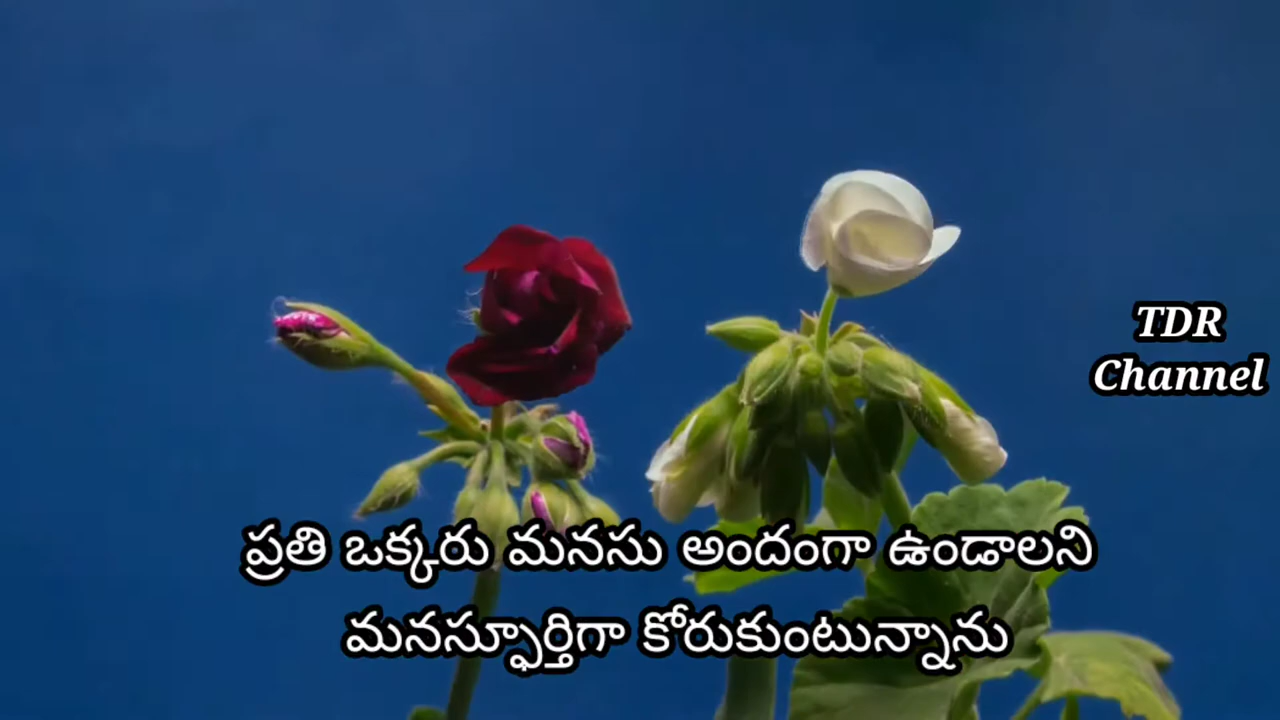 TDR
Channel
ప్రతి ఒక్కరు మనసు అందంగా ఉండాలని
మనస్ఫూర్తిగా కోరుకుంటున్నాను